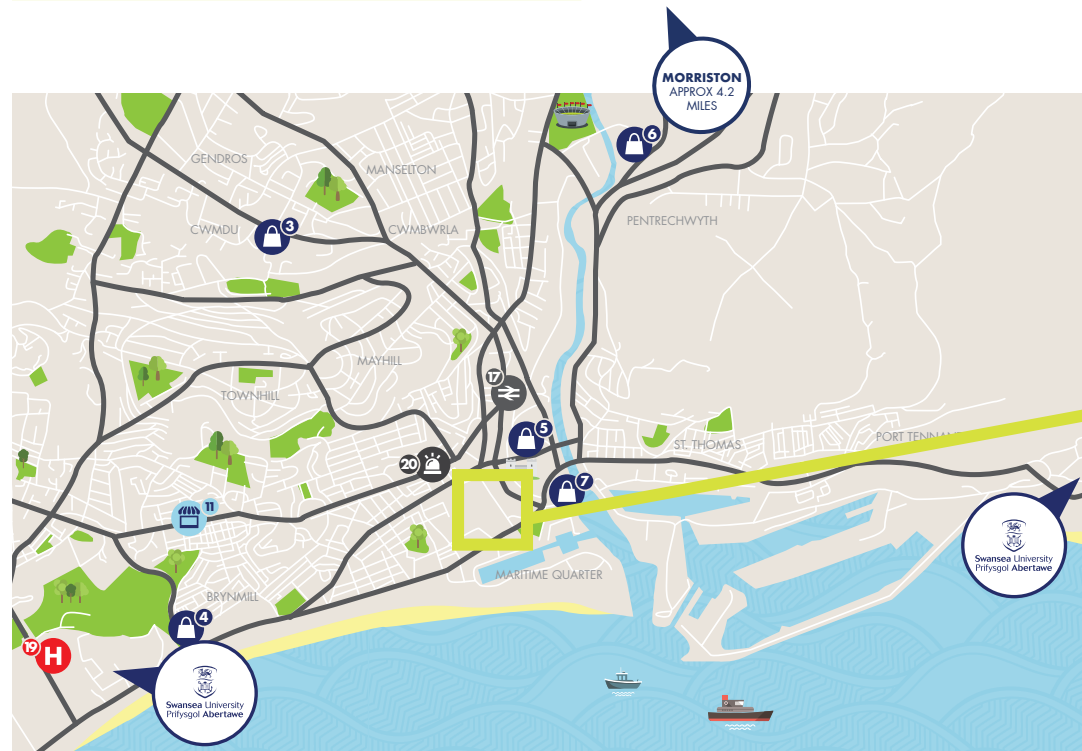 MORRISTON
APPROX 4.2
MILES
6
GENDROS
MANSELTON
3
CWMDU
CWMBWRLA
PENTRECHWYTH
MAYHILL
17
TOWNHILL
5
ST. THOMAS
PORT TENNAN
20
7
11
Swansea University
Prifysgol Abertawe
MARITIME QUARTER
BRYNMILL
4
19
H
Swansea University
Prifysgol Abertawe